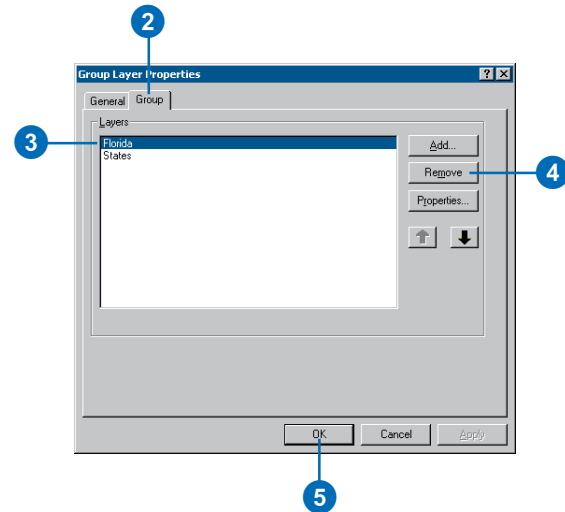 2
Group Layer Properties
General Group
Layers
3
Florida
States
Add...
Remove
4
Properties...
OK Cancel Apply
5